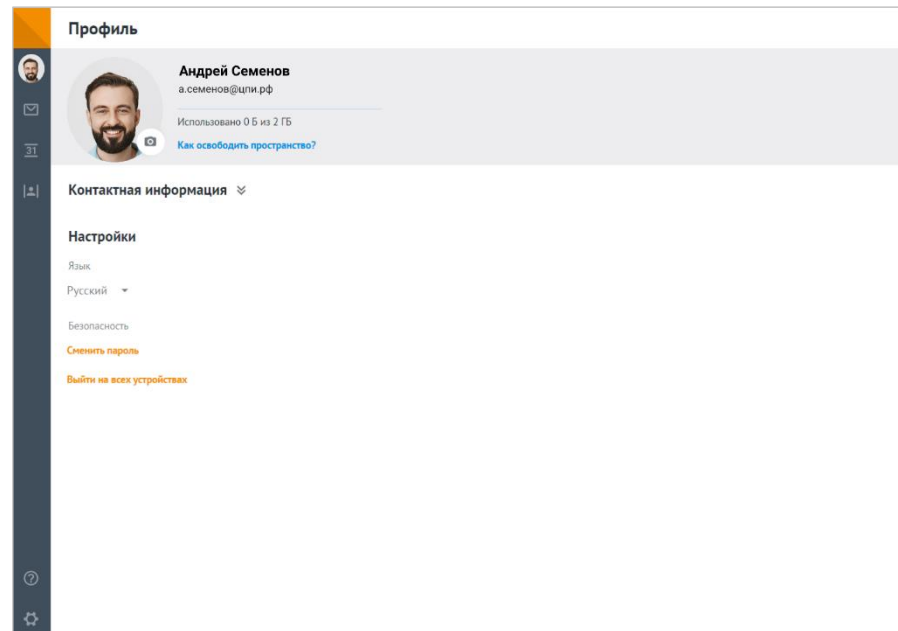 Профиль
Андрей Семенов
а.семенов@цпи.рф
Использовано 0 Б из 2 ГБ
Как освободить пространство?
31
Контактная информация
Настройки
Язык
Русский
Безопасность
Сменить пароль
Выйти на всех устройствах